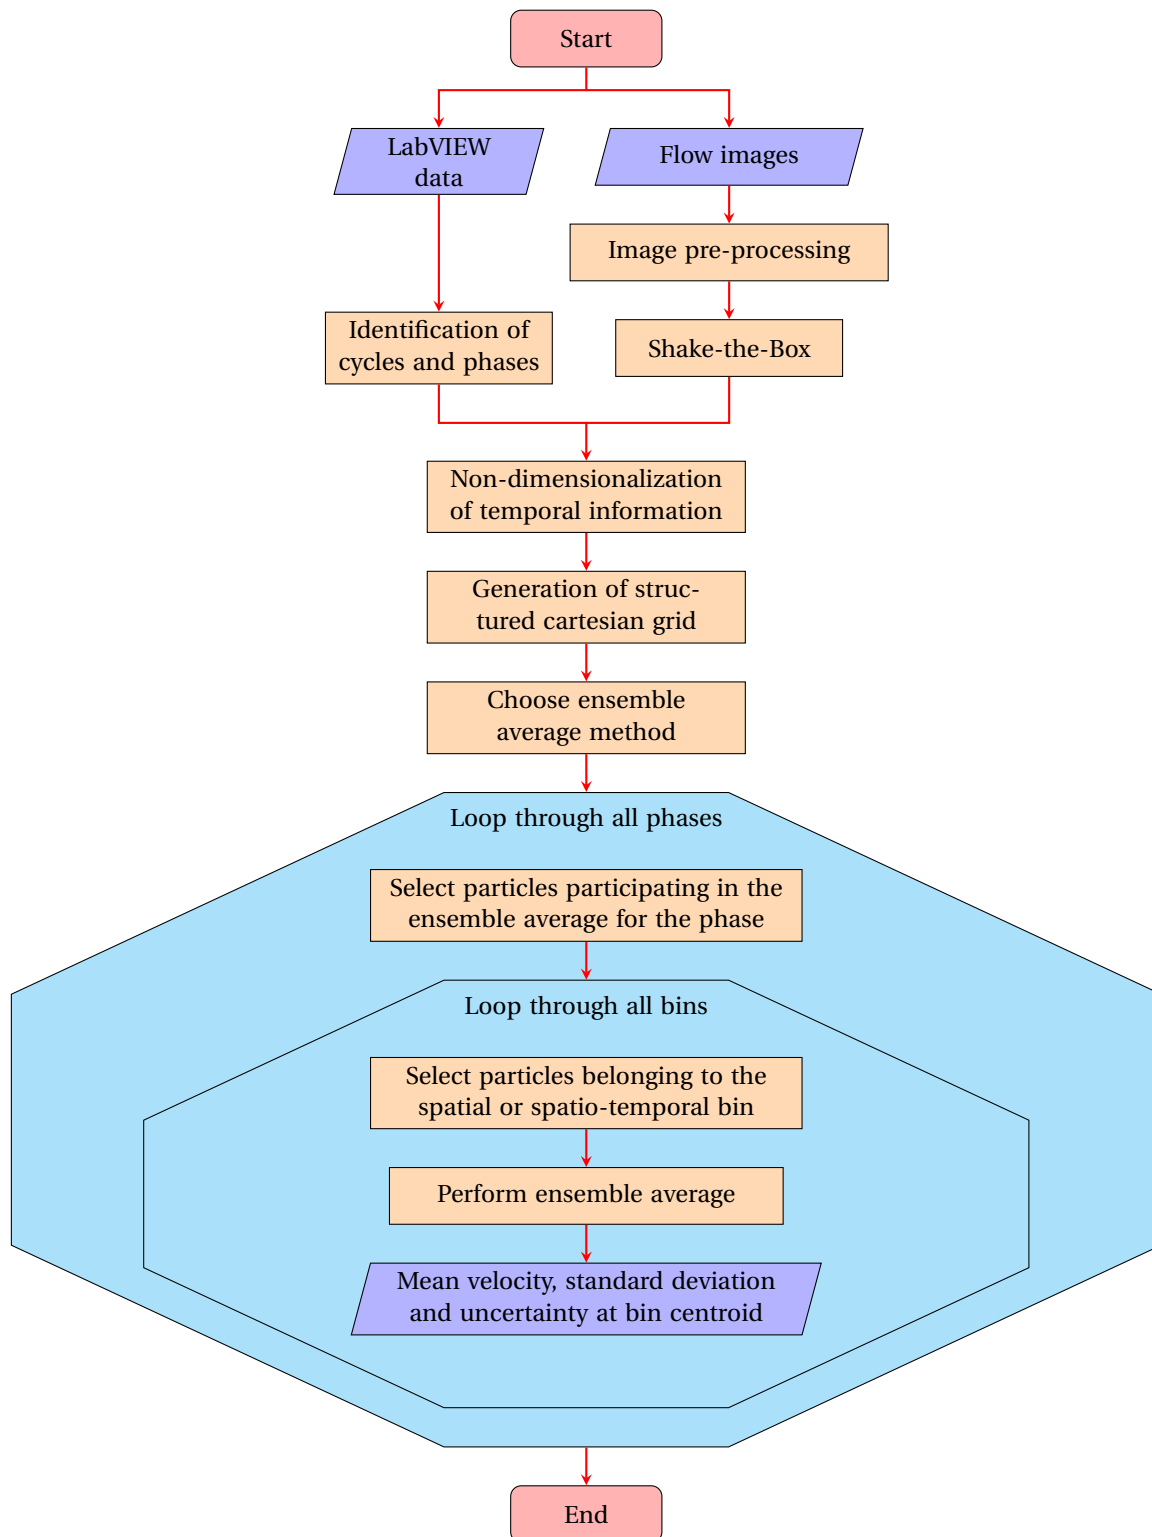 Start
LabVIEW
data
Flow images
Image pre-processing
Identification of
cycles and phases
Shake-the-Box
Non-dimensionalization
of temporal information
Generation of struc-
tured cartesian grid
Choose ensemble
average method
Loop through all phases
Select particles participating in the
ensemble average for the phase
Loop through all bins
Select particles belonging to the
spatial or spatio-temporal bin
Perform ensemble average
Mean velocity, standard deviation
and uncertainty at bin centroid
End